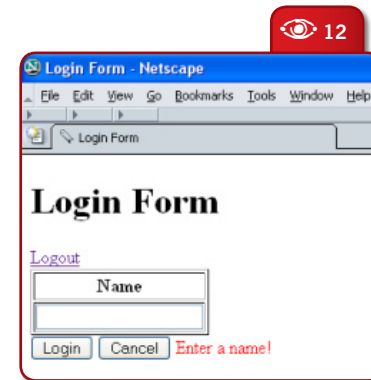 12
Login Form - Netscape
File Edit View Go Bookmarks Tools Window Help
Login Form
Login Form
Logout
Name
Login Cancel Enter a name!